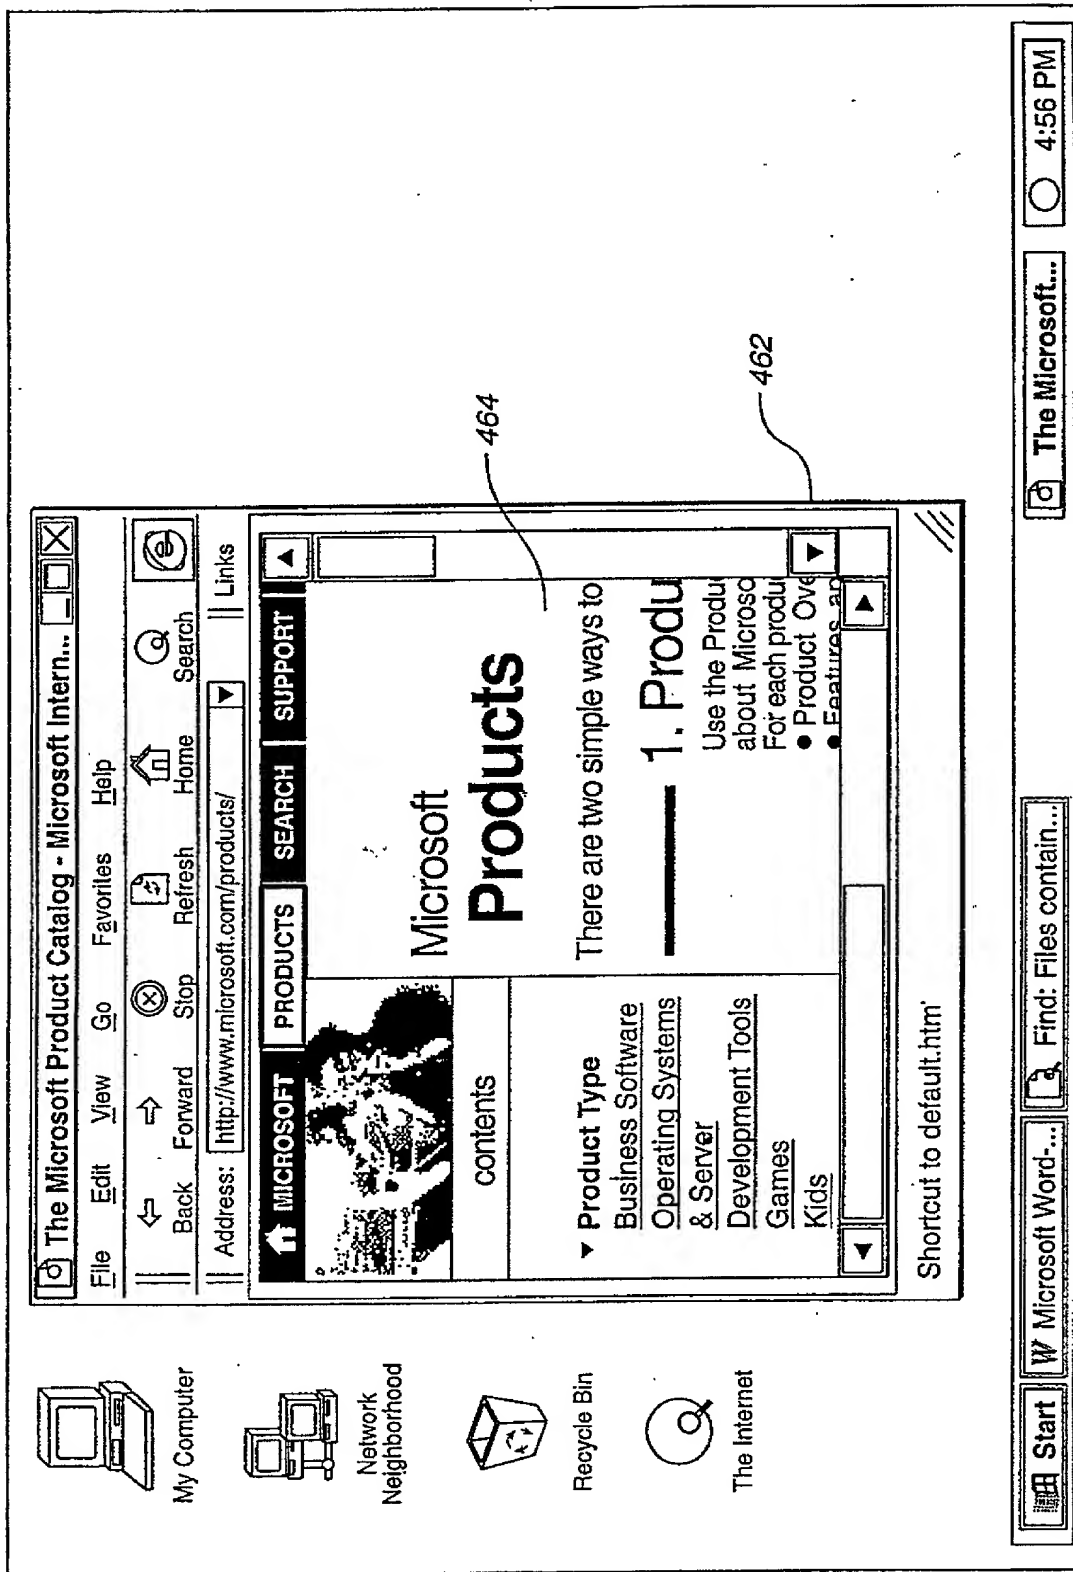 My Computer
Network
Neighborhood
Recycle Bin
The Internet
The Microsoft Product Catalog - Microsoft Intern...
File Edit View Go Favorites Help
Back Forward Stop Refresh Home Search
Address: http://www.microsoft.com/products/ Links
MICROSOFT PRODUCTS SEARCH SUPPORT
contents
▼ Product Type
Business Software
Operating Systems
& Server
Development Tools
Games
Kids
Microsoft
Products
There are two simple ways to
1. Produ
Use the Produ
about Microso
For each produ
● Product Ove
● Features an
Shortcut to default.htm'
464
462
Start W Microsoft Word-... Find: Files contain... The Microsoft... 4:56 PM